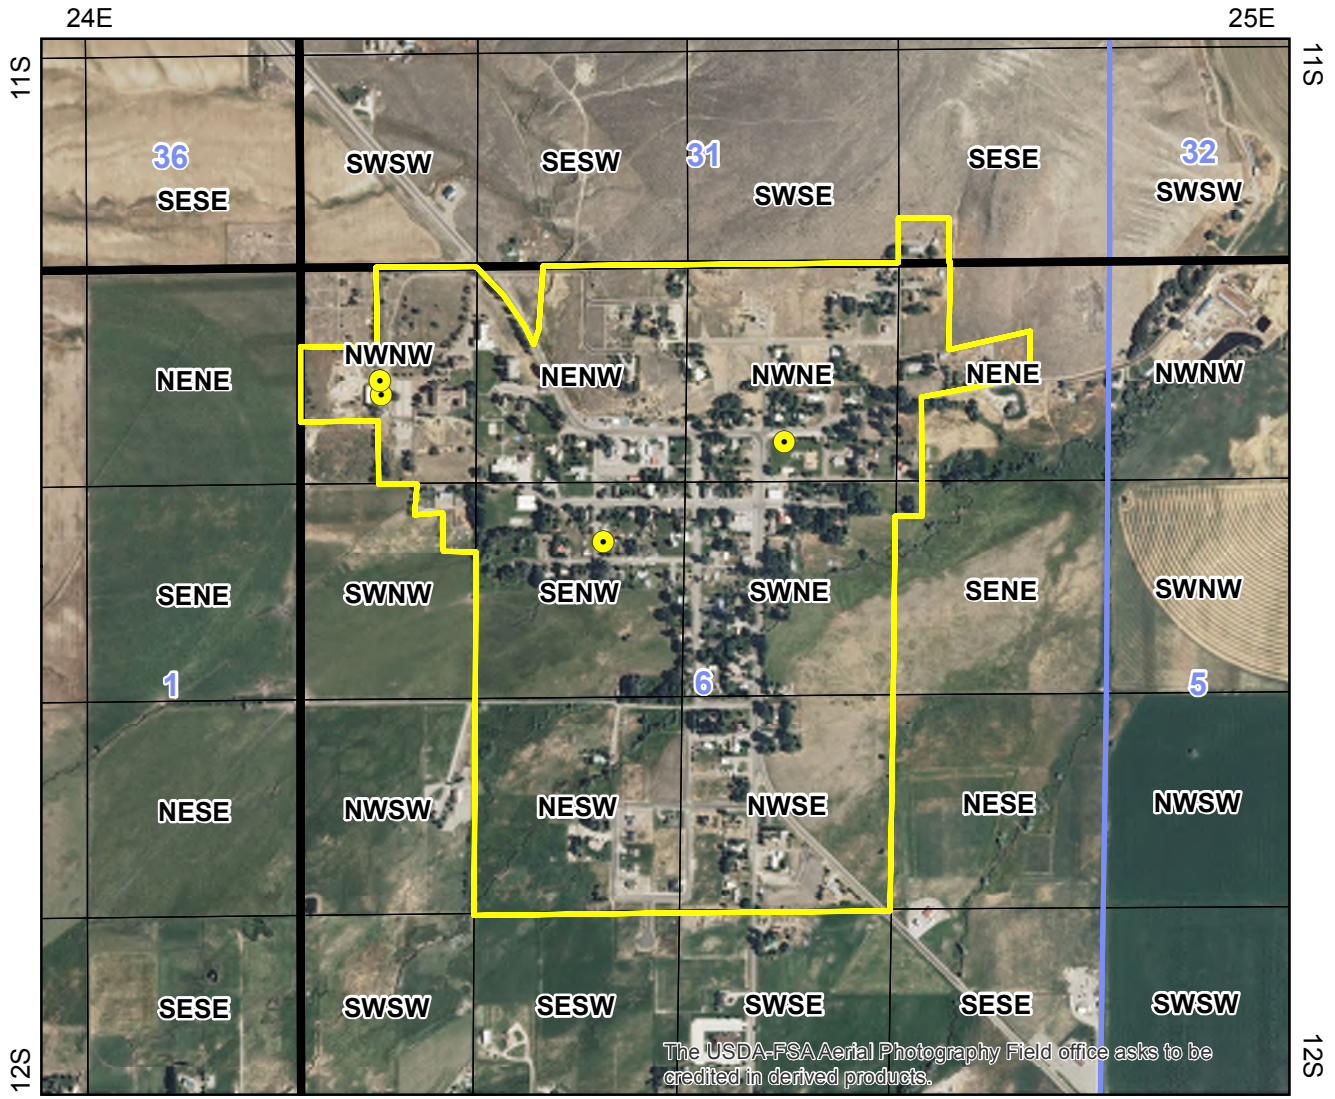 24E 25E
11S 11S
36 31 32
SESE SWSW SESW SWSE SESE SWSW
NENE NWNW NENW NWNE NENE NWNW
SENE SWNW SENW SWNE SENE SWNW
1 6 5
NESE NWSW NESW NWSE NESE NWSW
SESE SWSW SESW SWSE SESE SWSW
12S 12S
The USDA-FSA Aerial Photography Field office asks to be
credited in derived products.